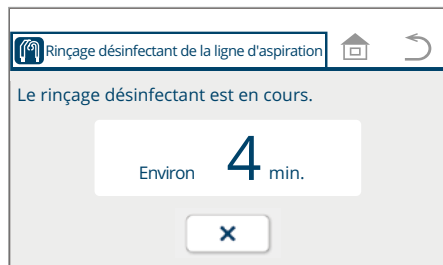 Rinçage désinfectant de la ligne d'aspiration
Le rinçage désinfectant est en cours.
Environ 4 min.